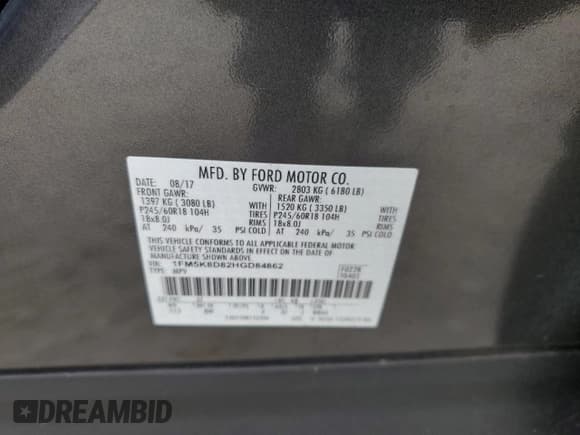 MFD. BY FORD MOTOR CO.
DATE: 08/17 GVWR: 2803 KG ( 6180 LB)
FRONT GAWR: REAR GAWR:
1397 KG ( 3080 LB) 1520 KG ( 3350 LB)
P245/60R18 104H TIRES P245/60R18 104H TIRES
18x8.0J RIMS 18x8.0J RIMS
AT 240 kPa/ 35 PSI COLD AT 240 kPa/ 35 PSI COLD
THIS VEHICLE CONFORMS TO ALL APPLICABLE FEDERAL MOTOR
VEHICLE SAFETY STANDARDS IN EFFECT ON THE DATE OF
MANUFACTURE SHOWN ABOVE.
VIN: 1FM5K8D82HGD84862
TYPE: MPV
DREAMBID